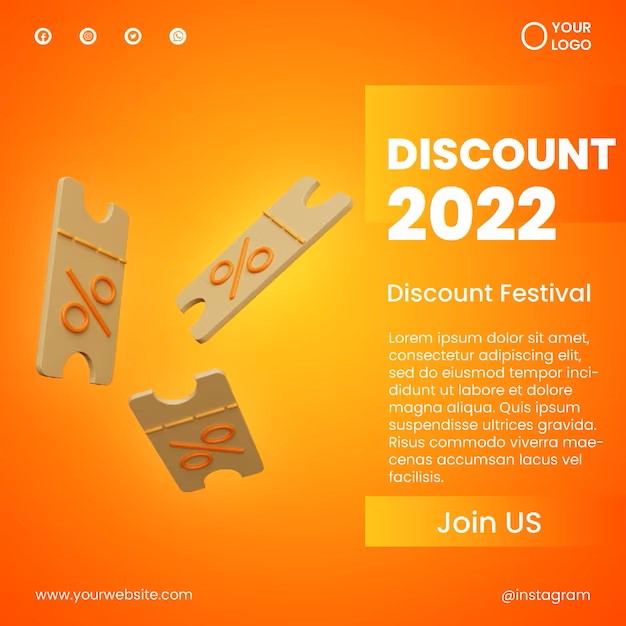 YOUR
LOGO
DISCOUNT
2022
Discount Festival
Lorem ipsum dolor sit amet,
consectetur adipiscing elit,
sed do eiusmod tempor
incididunt ut labore et dolore
magna aliqua. Quis ipsum
suspendisse ultrices gravida.
Risus commodo viverra mae-
cenas accumsan lacus vel
facilisis.
Join US
www.yourwebsite.com
@instagram